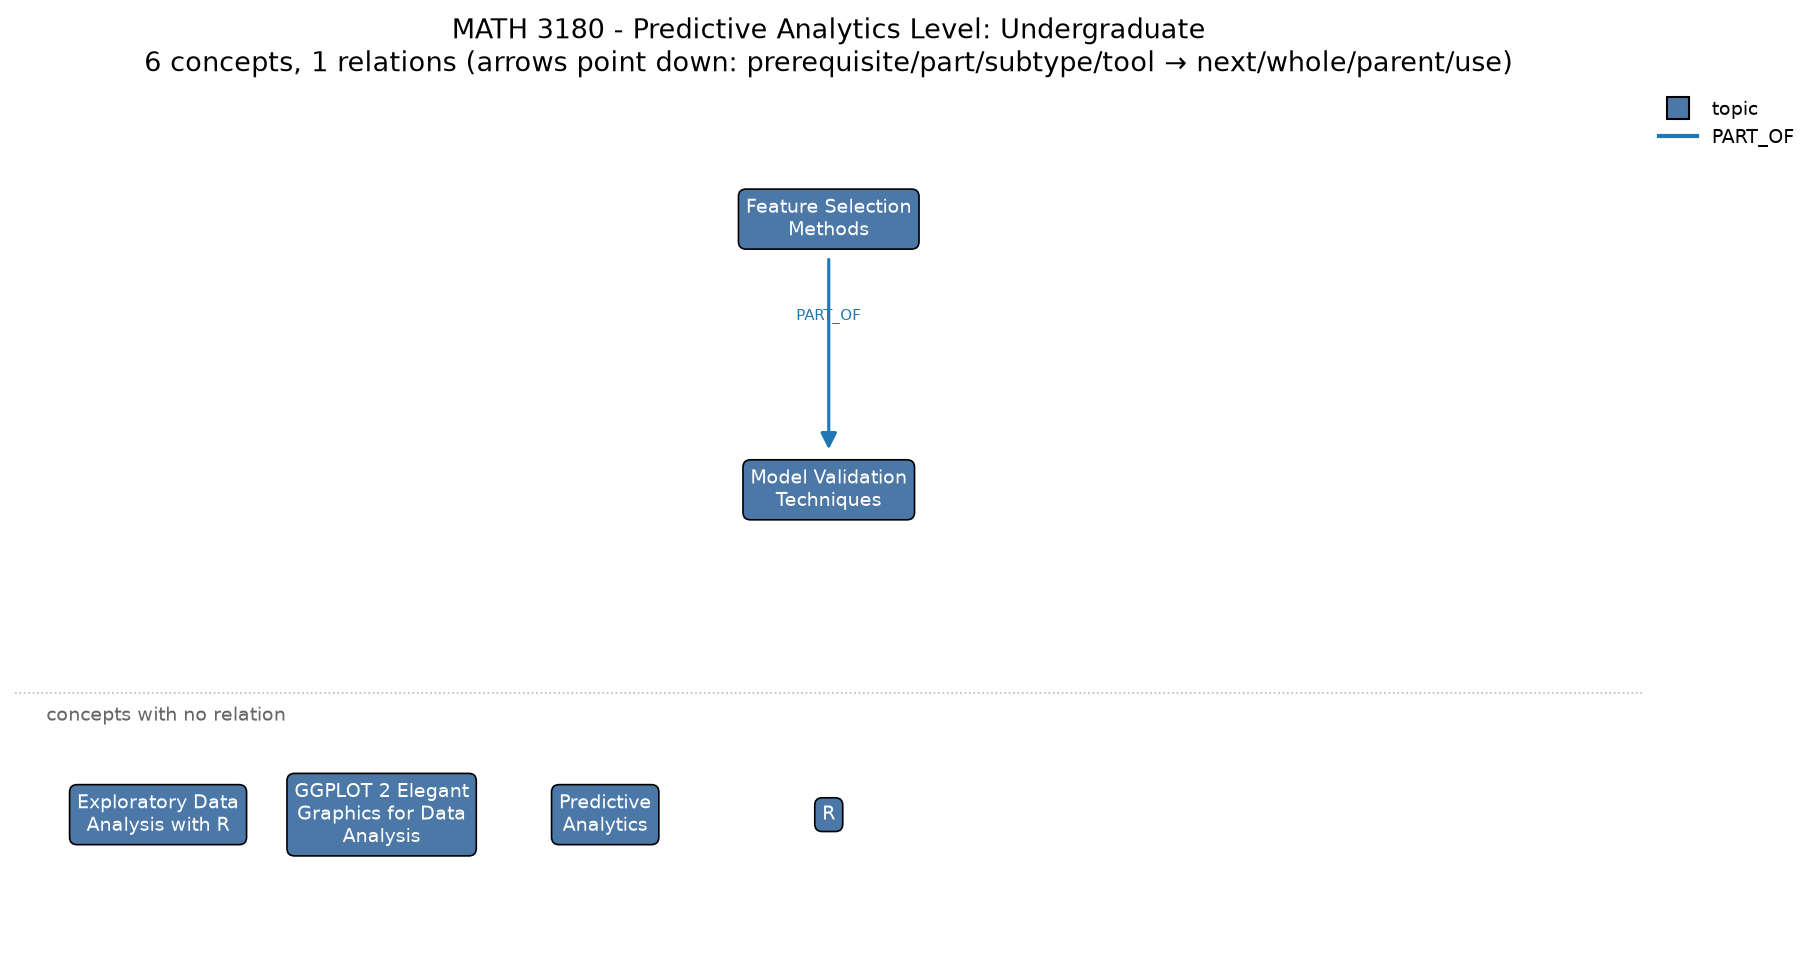 MATH 3180 - Predictive Analytics Level: Undergraduate
6 concepts, 1 relations (arrows point down: prerequisite/part/subtype/tool → next/whole/parent/use)
topic
PART_OF
Feature Selection
Methods
PART_OF
Model Validation
Techniques
concepts with no relation
Exploratory Data
Analysis with R
GGPLOT 2 Elegant
Graphics for Data
Analysis
Predictive
Analytics
R